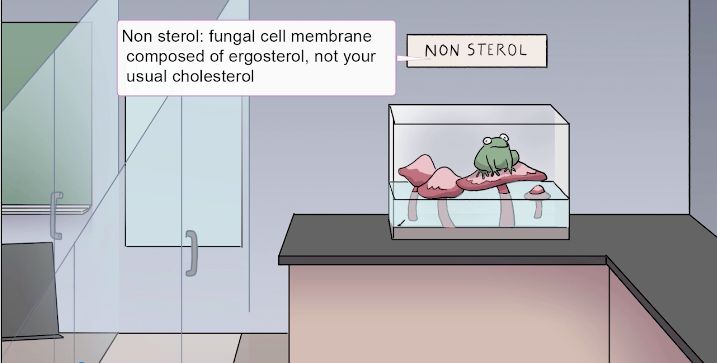 Non sterol: fungal cell membrane
composed of ergosterol, not your
usual cholesterol
NON STEROL